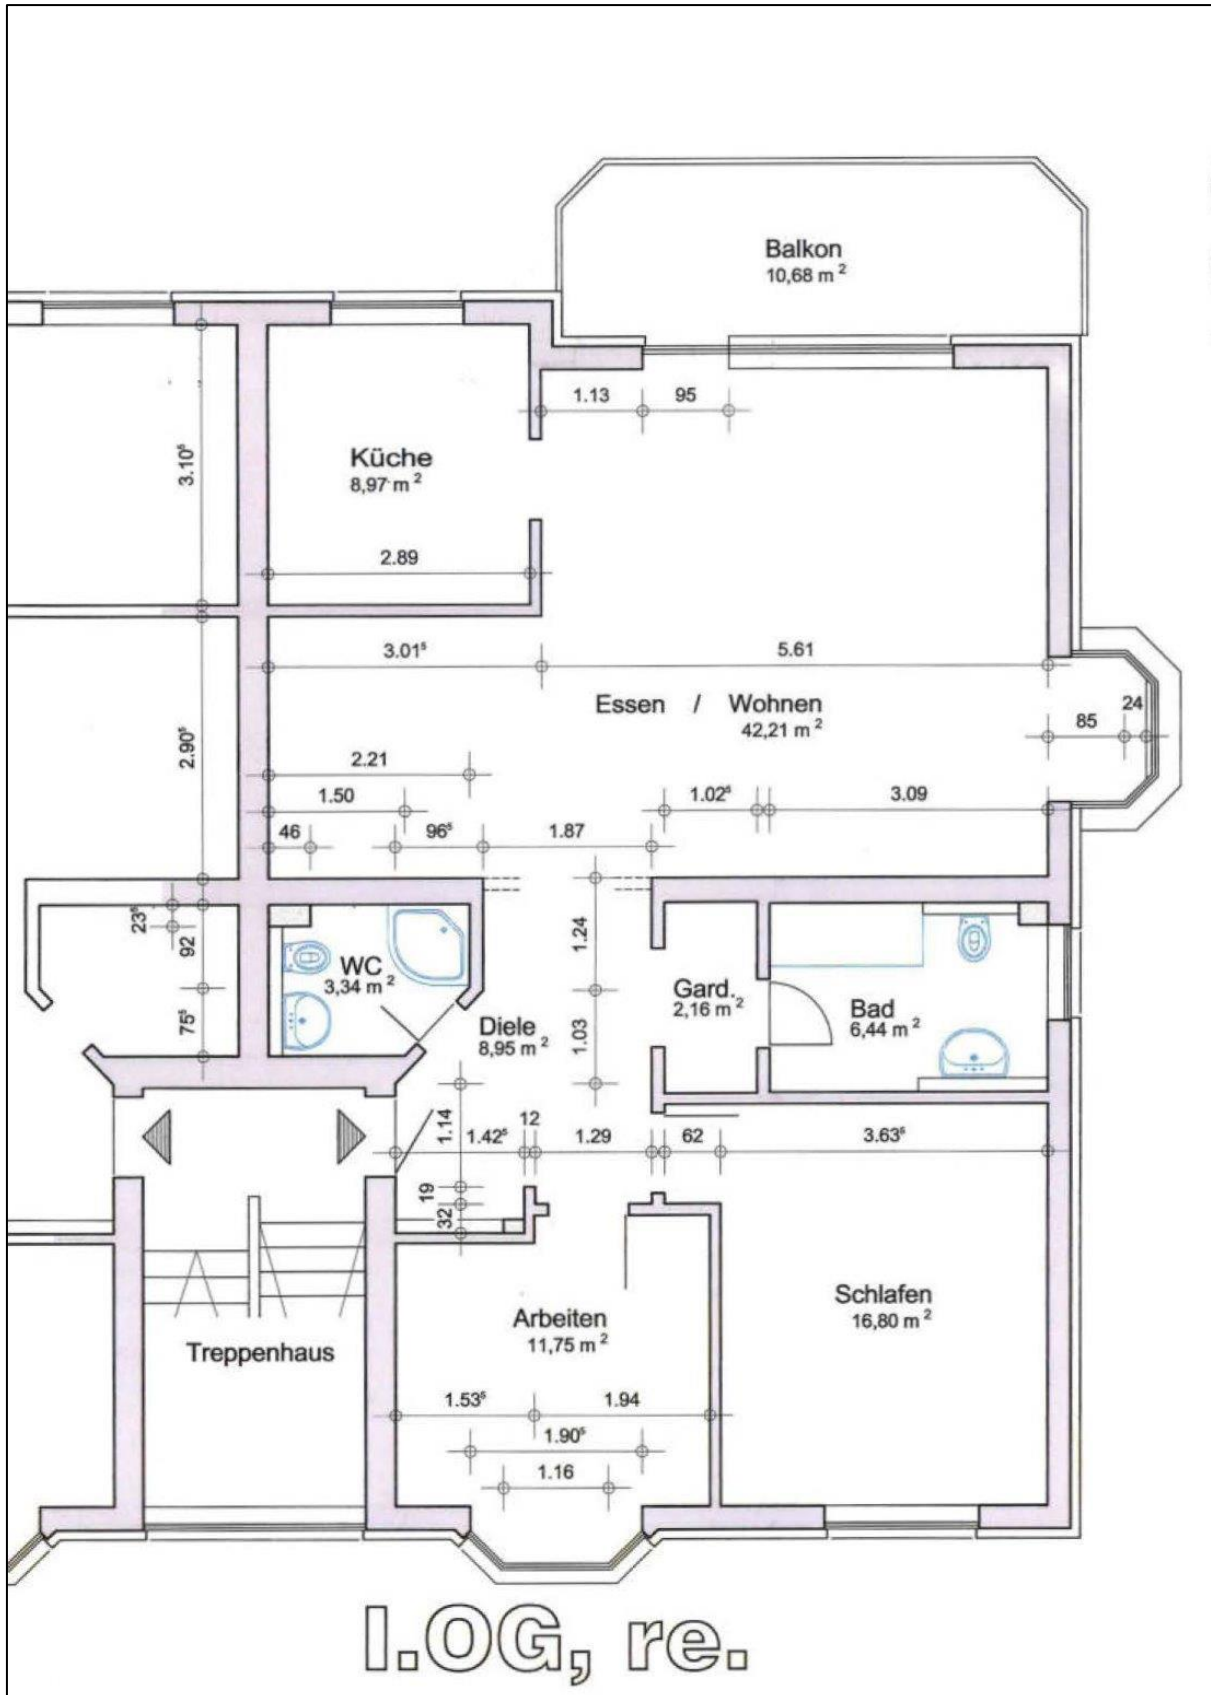 Balkon
10,68 m²
1.13
95
Küche
8,97 m²
3.10⁵
2.89
3.01⁵
5.61
Essen / Wohnen
42,21 m²
24
85
2.90⁵
2.21
1.50
1.02⁵
3.09
46
96⁵
1.87
23⁵
92
75⁵
WC
3,34 m²
1.24
Gard.
2,16 m²
Bad
6,44 m²
Diele
8,95 m²
1.03
1.14
1.42⁵
12
1.29
62
3.63⁵
19
32
Schlafen
16,80 m²
Arbeiten
11,75 m²
Treppenhaus
1.53⁵
1.94
1.90⁵
1.16
I.OG, re.